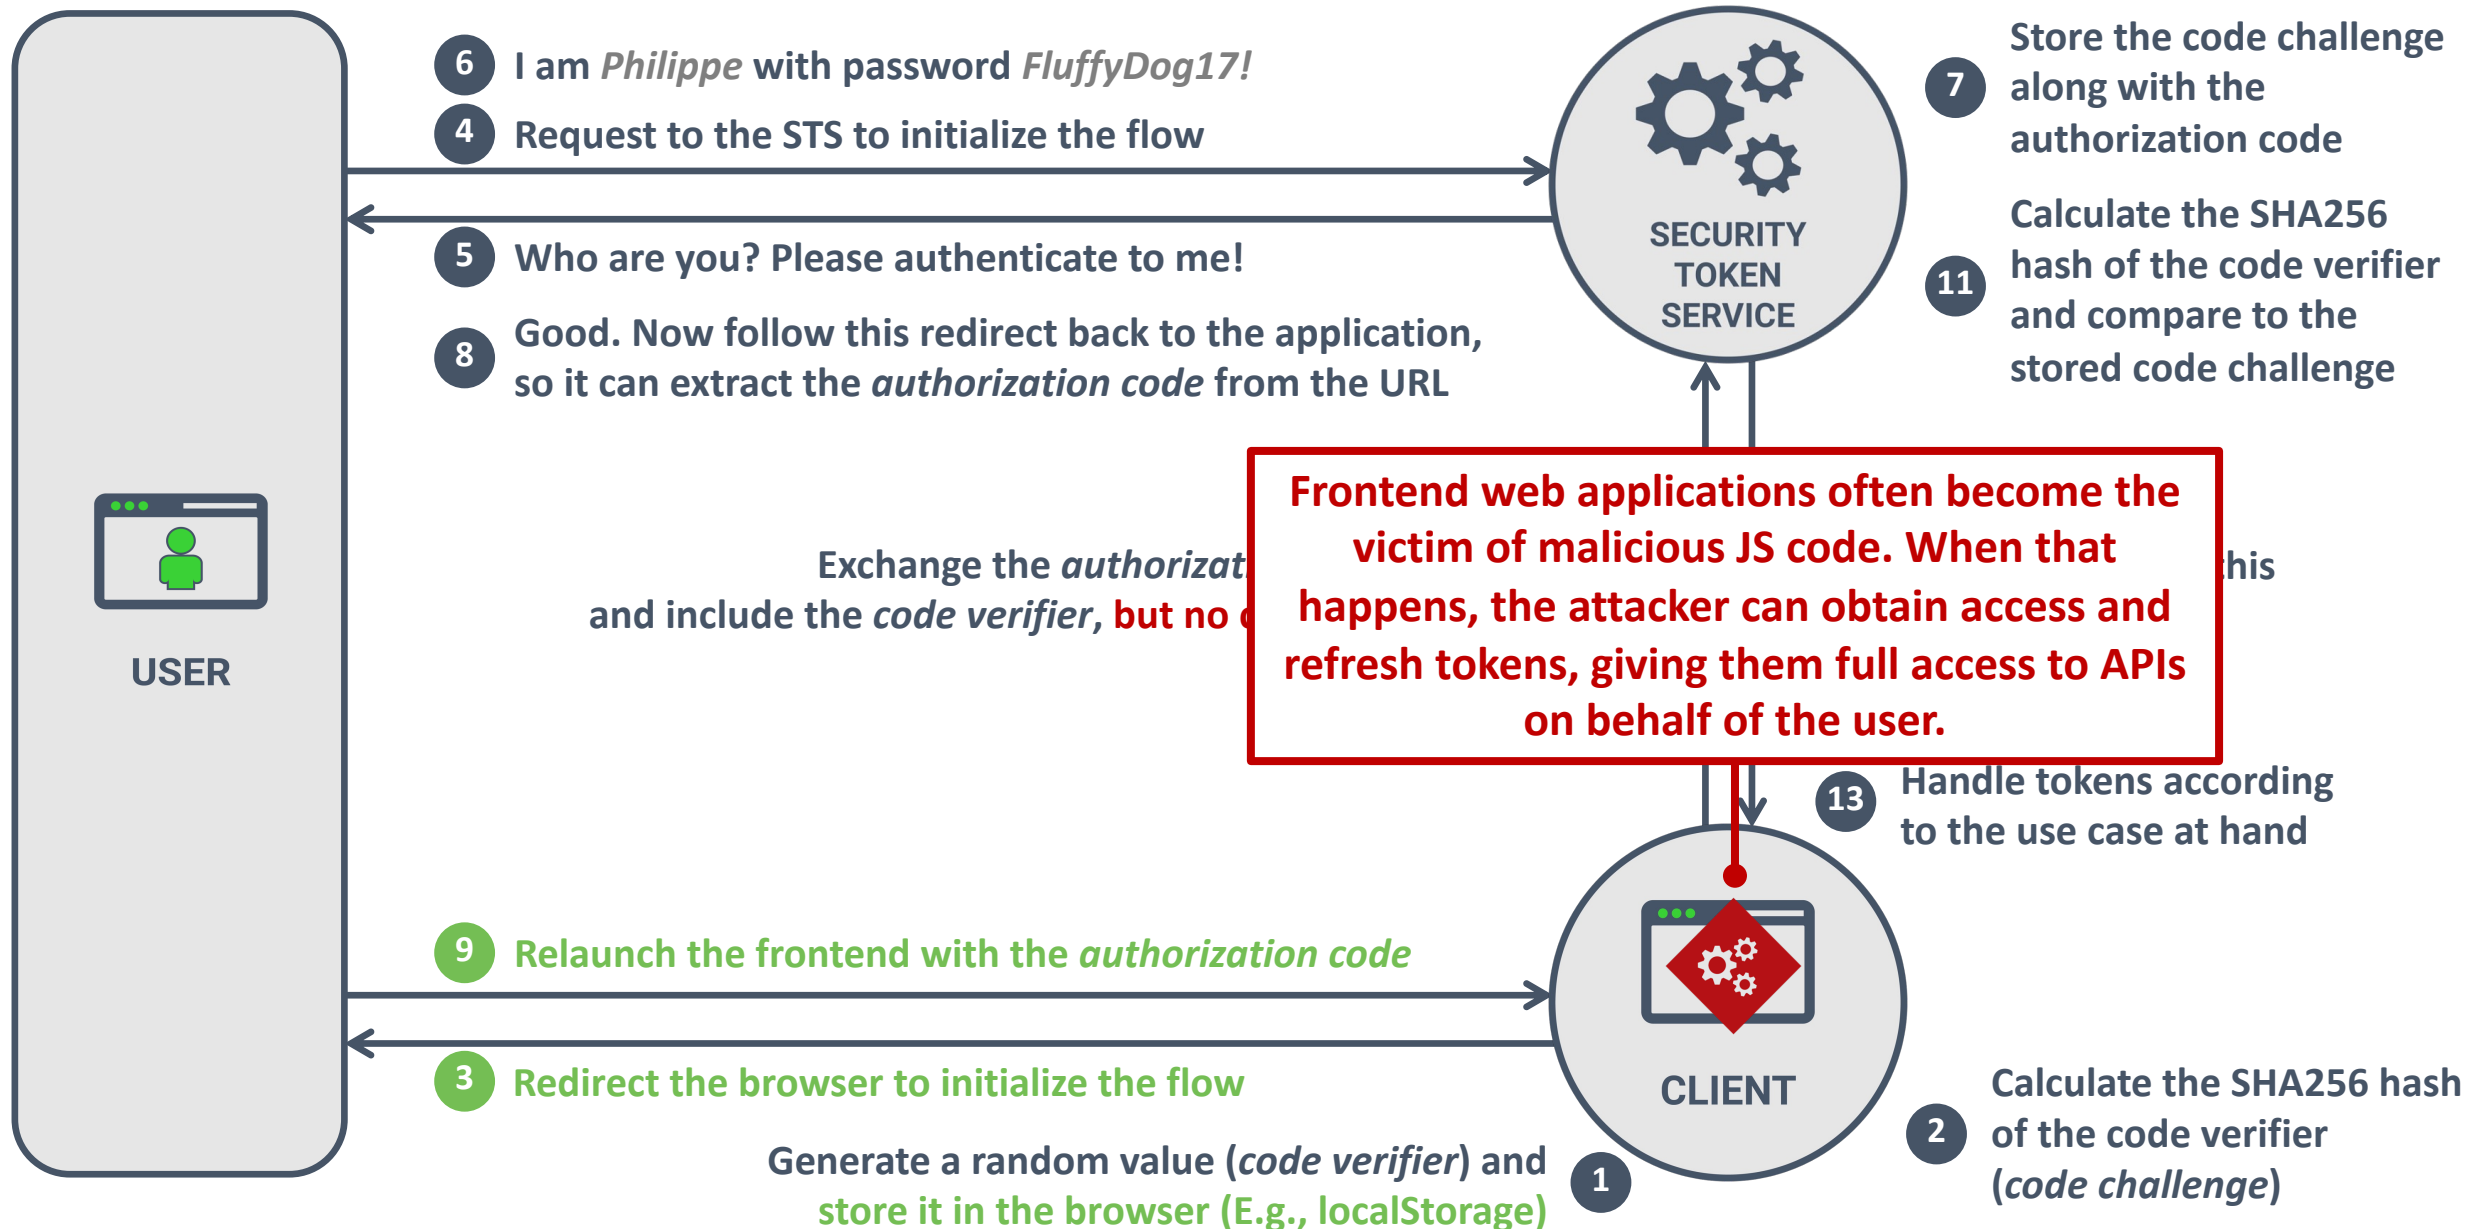 6 I am Philippe with password FluffyDog17!
4 Request to the STS to initialize the flow
5 Who are you? Please authenticate to me!
8 Good. Now follow this redirect back to the application,
so it can extract the authorization code from the URL
SECURITY
TOKEN
SERVICE
7 Store the code challenge
along with the
authorization code
11 Calculate the SHA256
hash of the code verifier
and compare to the
stored code challenge
Exchange the
and include the code verifier, but no
Frontend web applications often become the
victim of malicious JS code. When that
happens, the attacker can obtain access and
refresh tokens, giving them full access to APIs
on behalf of the user.
USER
13 Handle tokens according
to the use case at hand
9 Relaunch the frontend with the authorization code
3 Redirect the browser to initialize the flow
CLIENT
Generate a random value (code verifier) and
store it in the browser (E.g., localStorage)
1
2 Calculate the SHA256 hash
of the code verifier
(code challenge)